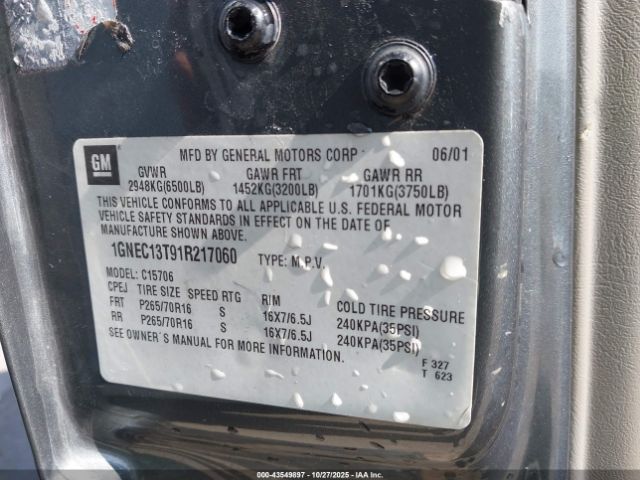 GM
MFD BY GENERAL MOTORS CORP 06/01
GVWR GAWR FRT GAWR RR
2948KG(6500LB) 1452KG(3200LB) 1701KG(3750LB)
THIS VEHICLE CONFORMS TO ALL APPLICABLE U.S. FEDERAL MOTOR
VEHICLE SAFETY STANDARDS IN EFFECT ON THE DATE OF
MANUFACTURE SHOWN ABOVE.
1GNEC13T91R217060 TYPE: M.P.V.
MODEL: C15706
CPEJ TIRE SIZE SPEED RTG RIM COLD TIRE PRESSURE
FRT P265/70R16 S 16X7/6.5J 240KPA(35PSI)
RR P265/70R16 S 16X7/6.5J 240KPA(35PSI)
SEE OWNER'S MANUAL FOR MORE INFORMATION.
F 327
T 623
00-43549897 - 10/27/2025 - COPYRIGHT IAA, LLC